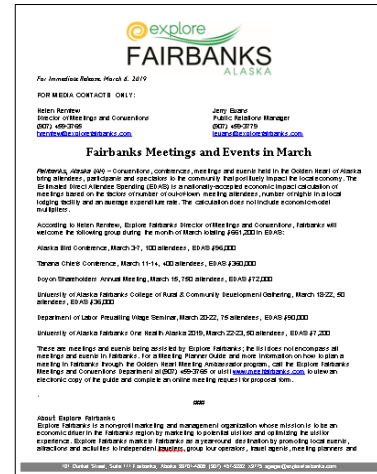 explore
FAIRBANKS
ALASKA
For Immediate Release, March 6, 2019
FOR MEDIA CONTACTS ONLY:
Helen Renfrew Jerry Evans
Director of Meetings and Conventions Public Relations Manager
(907) 459-3765 (907) 459-3779
hrenfrew@explorefairbanks.com jevans@explorefairbanks.com
Fairbanks Meetings and Events in March
Fairbanks, Alaska (AK) – Conventions, conferences, meetings and events held in the Golden Heart of Alaska
bring attendees, participants and spectators to the community that positively impact the local economy. The
Estimated Direct Attendee Spending (EDAS) is a nationally-accepted economic impact calculation of
meetings based on the factors of number of out-of-town meeting attendees, number of nights in a local
lodging facility and an average expenditure rate. The calculation does not include economic model
multipliers.
According to Helen Renfrew, Explore Fairbanks Director of Meetings and Conventions, Fairbanks will
welcome the following group during the month of March totaling $661,200 in EDAS:
Alaska Bird Conference, March 3-7, 100 attendees, EDAS $96,000
Tanana Chiefs Conference, March 11-14, 400 attendees, EDAS $360,000
Doyon Shareholders Annual Meeting, March 15, 750 attendees, EDAS $72,000
University of Alaska Fairbanks College of Rural & Community Development Gathering, March 18-22, 50
attendees, EDAS $36,000
Department of Labor Prevailing Wage Seminar, March 20-22, 75 attendees, EDAS $90,000
University of Alaska Fairbanks One Health Alaska 2019, March 22-23, 60 attendees, EDAS $7,200
These are meetings and events being assisted by Explore Fairbanks; the list does not encompass all
meetings and events in Fairbanks. For a Meeting Planner Guide and more information on how to plan a
meeting in Fairbanks through the Golden Heart Meeting Ambassador program, call the Explore Fairbanks
Meetings and Conventions Department at (907) 459-3765 or visit www.meetfairbanks.com to view an
electronic copy of the guide and complete an online meeting request for proposal form.
###
About Explore Fairbanks:
Explore Fairbanks is a non-profit marketing and management organization whose mission is to be an
economic driver in the Fairbanks region by marketing to potential visitors and optimizing the visitor
experience. Explore Fairbanks markets Fairbanks as a year-round destination by promoting local events,
attractions and activities to independent travelers, group tour operators, travel agents, meeting planners and
101 Dunkel Street, Suite 111 Fairbanks, Alaska 99701-4806 (907) 457-3282